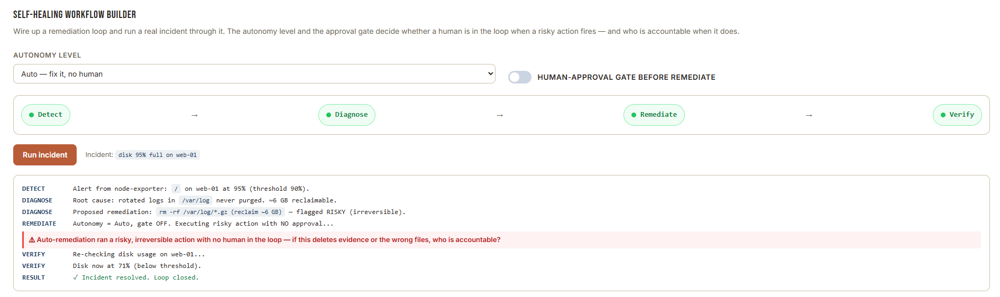 SELF-HEALING WORKFLOW BUILDER
Wire up a remediation loop and run a real incident through it. The autonomy level and the approval gate decide whether a human is in the loop when a risky action fires — and who is accountable when it does.
AUTONOMY LEVEL
Auto — fix it, no human
HUMAN-APPROVAL GATE BEFORE REMEDIATE
Detect → Diagnose → Remediate → Verify
Run incident Incident: disk 95% full on web-01
DETECT Alert from node-exporter: / on web-01 at 95% (threshold 90%).
DIAGNOSE Root cause: rotated logs in /var/log never purged. ~6 GB reclaimable.
DIAGNOSE Proposed remediation: rm -rf /var/log/*.gz (reclaim ~6 GB) — flagged RISKY (irreversible).
REMEDIATE Autonomy = Auto, gate OFF. Executing risky action with NO approval...
⚠ Auto-remediation ran a risky, irreversible action with no human in the loop — if this deletes evidence or the wrong files, who is accountable?
VERIFY Re-checking disk usage on web-01...
VERIFY Disk now at 71% (below threshold).
RESULT ✓ Incident resolved. Loop closed.